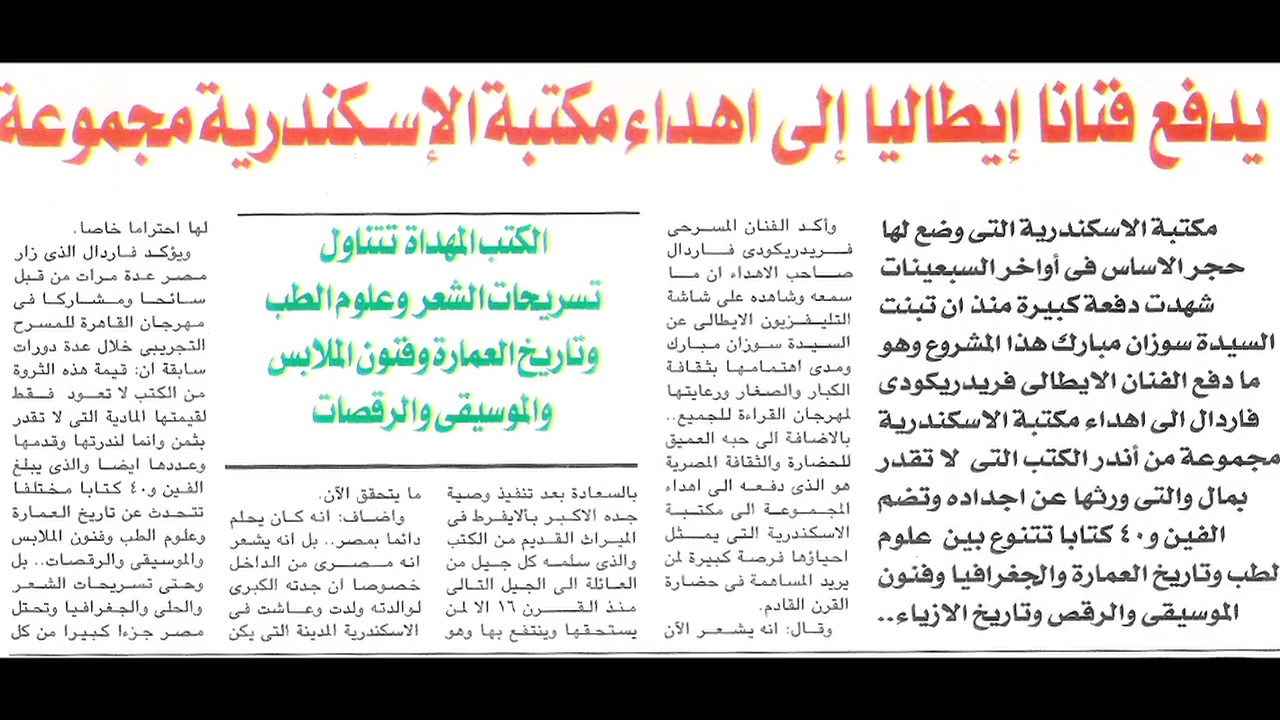 يدفع فنانا إيطاليا إلى اهداء مكتبة الإسكندرية مجموعة
مكتبة الاسكندرية التى وضع لها
حجر الاساس فى أواخر السبعينات
شهدت دفعة كبيرة منذ ان تبنت
السيدة سوزان مبارك هذا المشروع وهو
ما دفع الفنان الايطالى فريدريكودى
فاردال الى اهداء مكتبة الاسكندرية
مجموعة من أندر الكتب التى لا تقدر
بمال والتى ورثها عن اجداده وتضم
الفين و٤٠ كتابا تتنوع بين علوم
لطب وتاريخ العمارة والجغرافيا وفنون
الموسيقى والرقص وتاريخ الازياء..
وأكد الفنان المسرحى
فريدريكودى فاردال
صاحب الاهداء ان ما
سمعه وشاهده على شاشة
التليفزيون الايطالى عن
السيدة سوزان مبارك
ومدى اهتمامها بثقافة
الكبار والصغار ورعايتها
لمهرجان القراءة للجميع..
بالاضافة الى حبه العميق
للحضارة والثقافة المصرية
هو الذى دفعه الى اهداء
المجموعة الى مكتبة
الاسكندرية التى يمثل
احياؤها فرصة كبيرة لمن
يريد المساهمة فى حضارة
القرن القادم.
وقال: انه يشعر الآن
الكتب المهداة تتناول
تسريحات الشعر وعلوم الطب
وتاريخ العمارة وفنون الملابس
والموسيقى والرقصات
بالسعادة بعد تنفيذ وصية
جده الاكبر بألايفرط فى
الميراث القديم من الكتب
والذى سلمه كل جيل من
العائلة الى الجيل التالى
منذ القرن ١٦ الا لمن
يستحقها وينتفع بها وهو
ما يتحقق الآن.
واضاف: انه كان يحلم
دائما بمصر.. بل انه يشعر
انه مصرى من الداخل
خصوصا ان جدته الكبرى
لوالدته ولدت وعاشت فى
الاسكندرية المدينة التى يكن
لها احتراما خاصا.
ويؤكد فاردال الذى زار
مصر عدة مرات من قبل
سائحا ومشاركا فى
مهرجان القاهرة للمسرح
التجريبى خلال عدة دورات
سابقة ان: قيمة هذه الثروة
من الكتب لا تعود فقط
لقيمتها المادية التى لا تقدر
بثمن وانما لندرتها وقدمها
وعددها ايضا والذى يبلغ
الفين و٤٠ كتابا مختلفا
تتحدث عن تاريخ العمارة
وعلوم الطب وفنون الملابس
والموسيقى والرقصات.. بل
وحتى تسريحات الشعر
والحلى والجغرافيا وتحتل
مصر جزءا كبيرا من كل